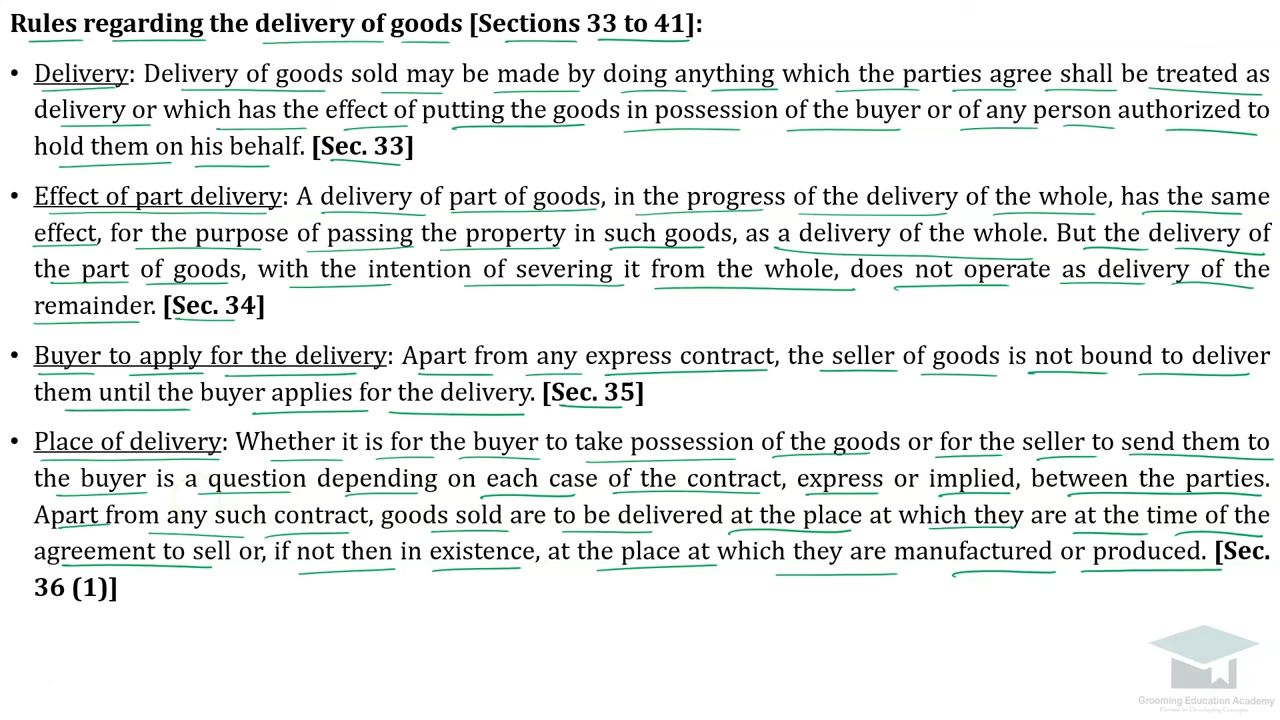 Rules regarding the delivery of goods [Sections 33 to 41]:
• Delivery: Delivery of goods sold may be made by doing anything which the parties agree shall be treated as
delivery or which has the effect of putting the goods in possession of the buyer or of any person authorized to
hold them on his behalf. [Sec. 33]
• Effect of part delivery: A delivery of part of goods, in the progress of the delivery of the whole, has the same
effect, for the purpose of passing the property in such goods, as a delivery of the whole. But the delivery of
the part of goods, with the intention of severing it from the whole, does not operate as delivery of the
remainder. [Sec. 34]
• Buyer to apply for the delivery: Apart from any express contract, the seller of goods is not bound to deliver
them until the buyer applies for the delivery. [Sec. 35]
• Place of delivery: Whether it is for the buyer to take possession of the goods or for the seller to send them to
the buyer is a question depending on each case of the contract, express or implied, between the parties.
Apart from any such contract, goods sold are to be delivered at the place at which they are at the time of the
agreement to sell or, if not then in existence, at the place at which they are manufactured or produced. [Sec.
36 (1)]
Grooming Education Academy
Partner in Developing Concepts